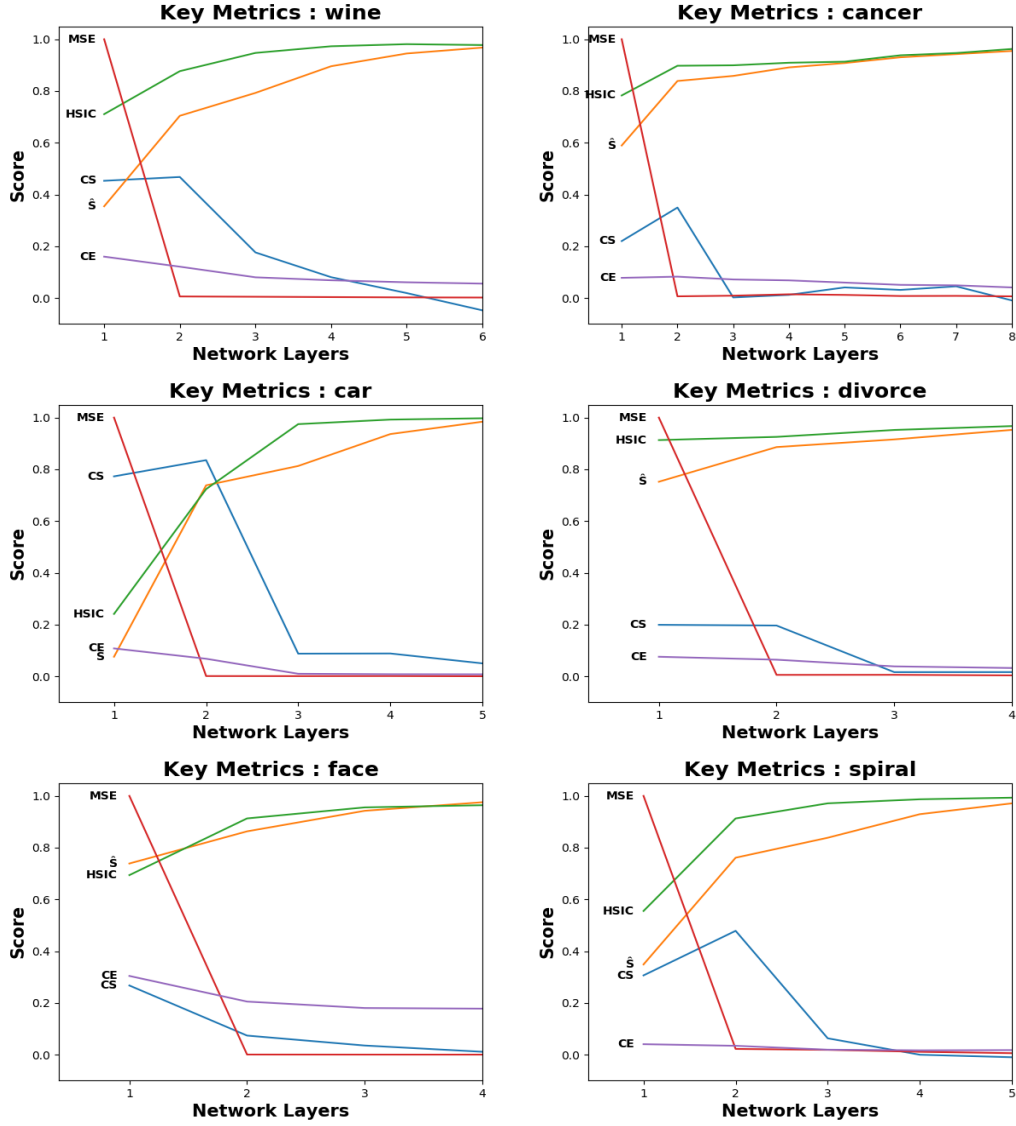 Key Metrics : wine
1.0
0.8
0.6
0.4
0.2
0.0
Score
MSE
HSIC
CS
Ŝ
CE
1 2 3 4 5 6
Network Layers
Key Metrics : cancer
1.0
0.8
0.6
0.4
0.2
0.0
Score
MSE
HSIC
Ŝ
CS
CE
1 2 3 4 5 6 7 8
Network Layers
Key Metrics : car
1.0
0.8
0.6
0.4
0.2
0.0
Score
MSE
CS
HSIC
CE
Ŝ
1 2 3 4 5
Network Layers
Key Metrics : divorce
1.0
0.8
0.6
0.4
0.2
0.0
Score
MSE
HSIC
Ŝ
CS
CE
1 2 3 4
Network Layers
Key Metrics : face
1.0
0.8
0.6
0.4
0.2
0.0
Score
MSE
Ŝ
HSIC
CE
CS
1 2 3 4
Network Layers
Key Metrics : spiral
1.0
0.8
0.6
0.4
0.2
0.0
Score
MSE
HSIC
Ŝ
CS
CE
1 2 3 4 5
Network Layers